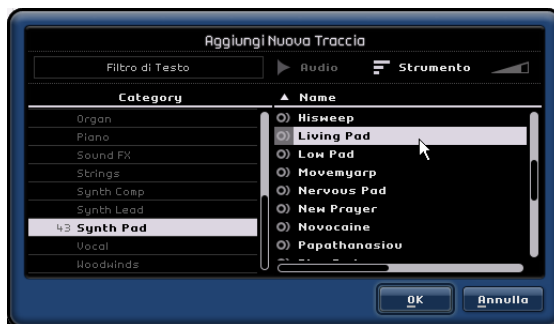 Aggiungi Nuova Traccia
Filtro di Testo Audio Strumento
Category Name
Organ
Piano
Sound FX
Strings
Synth Comp
Synth Lead
43 Synth Pad
Vocal
Woodwinds
Hisweep
Living Pad
Low Pad
Movemyarp
Nervous Pad
New Prayer
Novocaine
Papathanasiou
OK Annulla